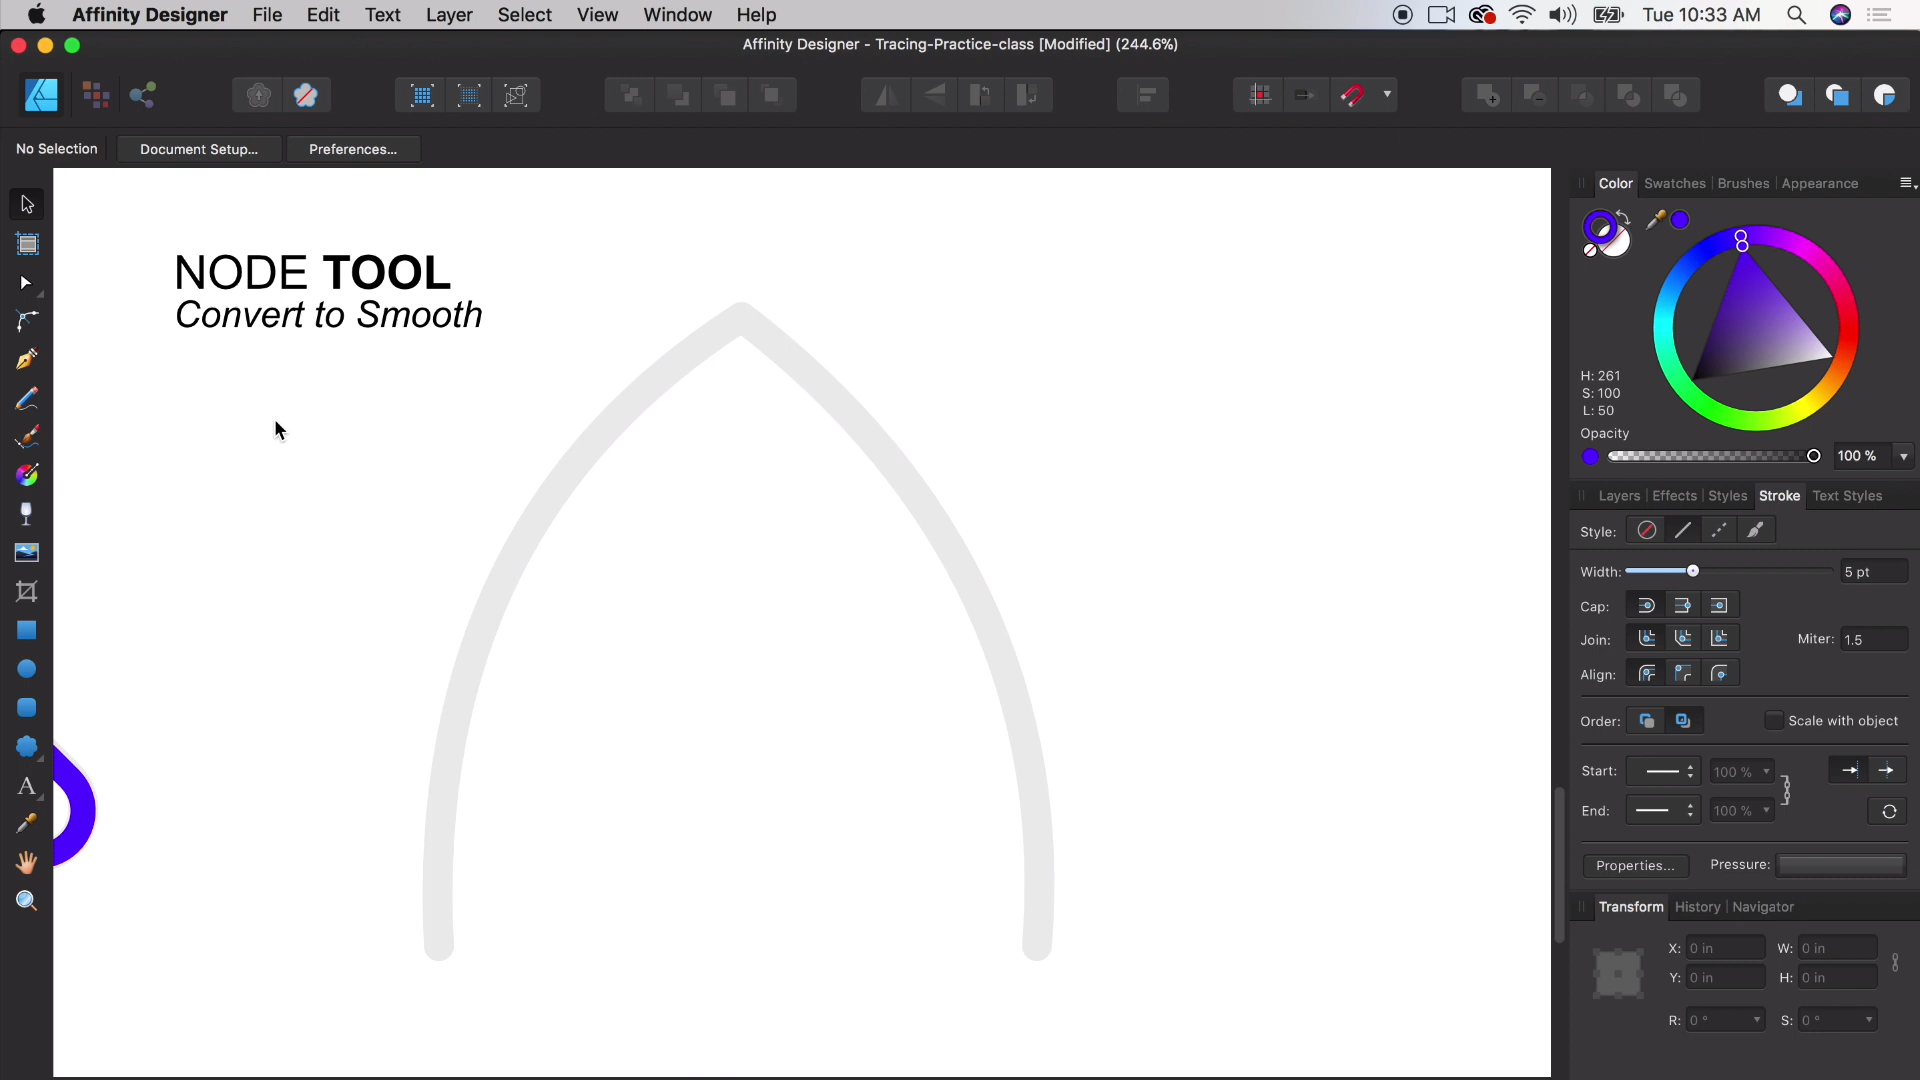 Affinity Designer File Edit Text Layer Select View Window Help Tue 10:33 AM
Affinity Designer - Tracing-Practice-class [Modified] (244.6%)
No Selection Document Setup... Preferences...
NODE TOOL
Convert to Smooth
Color Swatches Brushes Appearance
H: 261
S: 100
L: 50
Opacity
100 %
Layers Effects Styles Stroke Text Styles
Style:
Width: 5 pt
Cap:
Join: Miter: 1.5
Align:
Order: Scale with object
Start: 100 %
End: 100 %
Properties... Pressure:
Transform History Navigator
X: 0 in W: 0 in
Y: 0 in H: 0 in
R: 0 ° S: 0 °
A